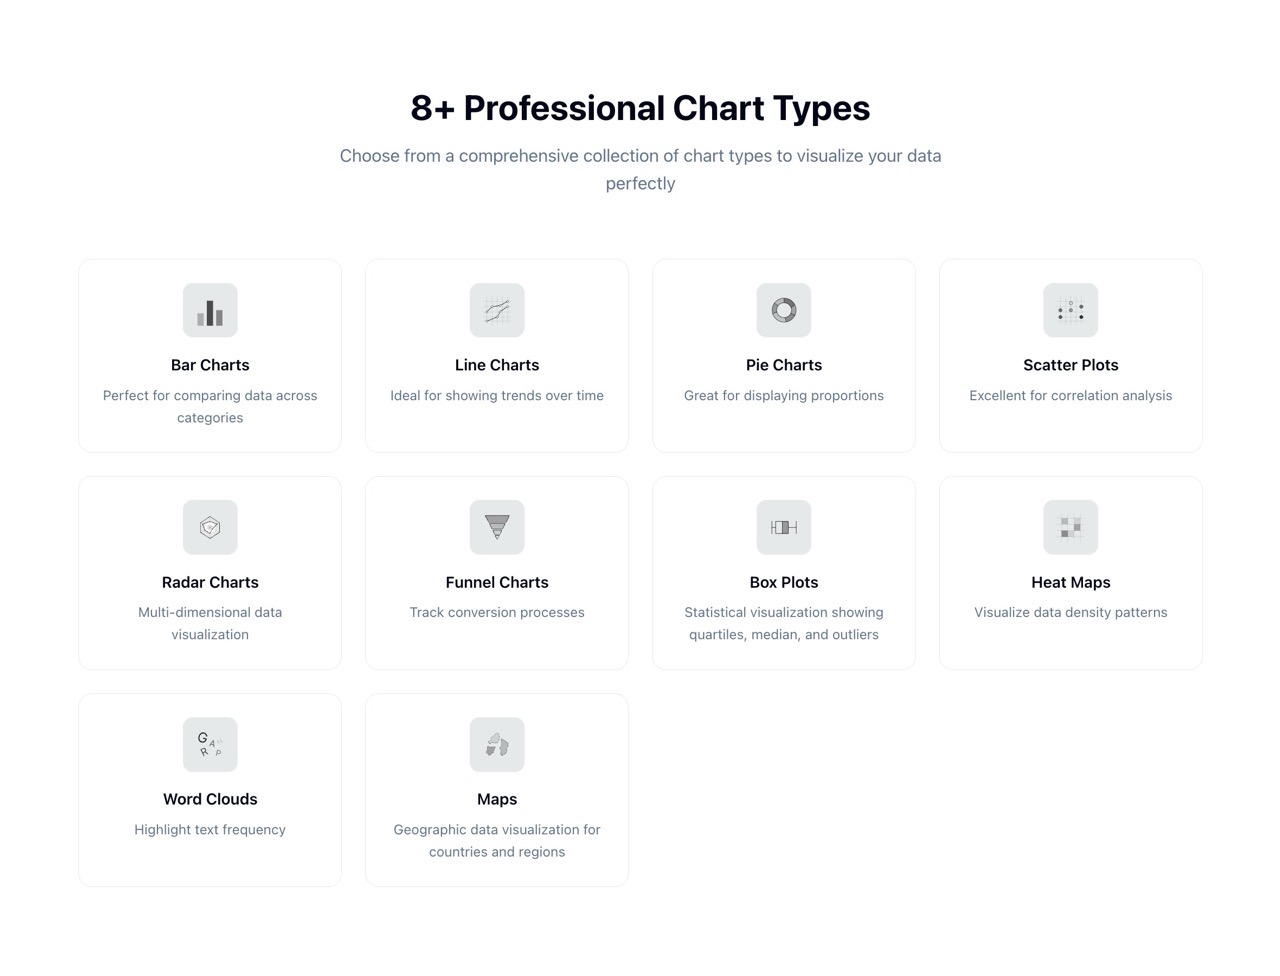 8+ Professional Chart Types
Choose from a comprehensive collection of chart types to visualize your data
perfectly
Bar Charts
Perfect for comparing data across
categories
Line Charts
Ideal for showing trends over time
Pie Charts
Great for displaying proportions
Scatter Plots
Excellent for correlation analysis
Radar Charts
Multi-dimensional data
visualization
Funnel Charts
Track conversion processes
Box Plots
Statistical visualization showing
quartiles, median, and outliers
Heat Maps
Visualize data density patterns
G A
R P
Word Clouds
Highlight text frequency
Maps
Geographic data visualization for
countries and regions